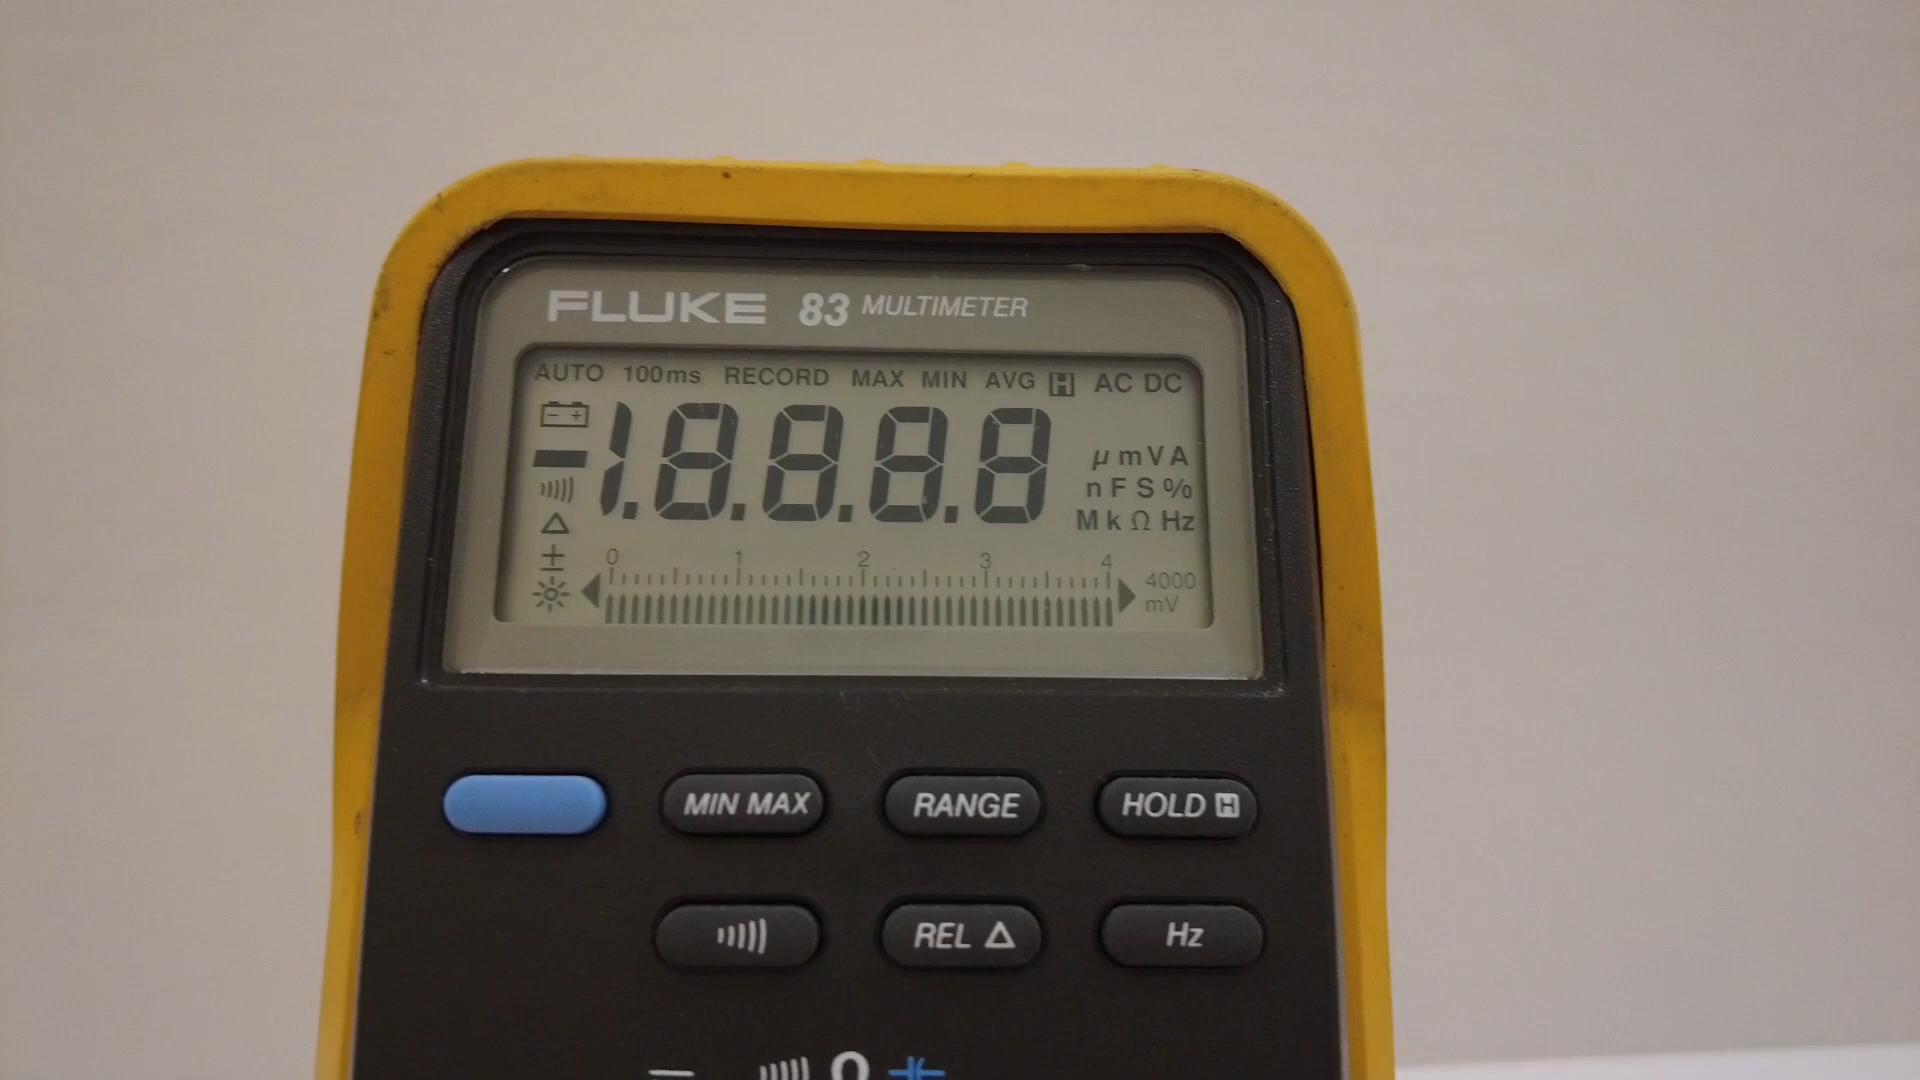 FLUKE 83 MULTIMETER
AUTO 100ms RECORD MAX MIN AVG H AC DC
-1.8.8.8.8
µ m V A
n F S %
M k Ω Hz
0 1 2 3 4
4000
mV
MIN MAX
RANGE
HOLD H
REL Δ
Hz
Ω